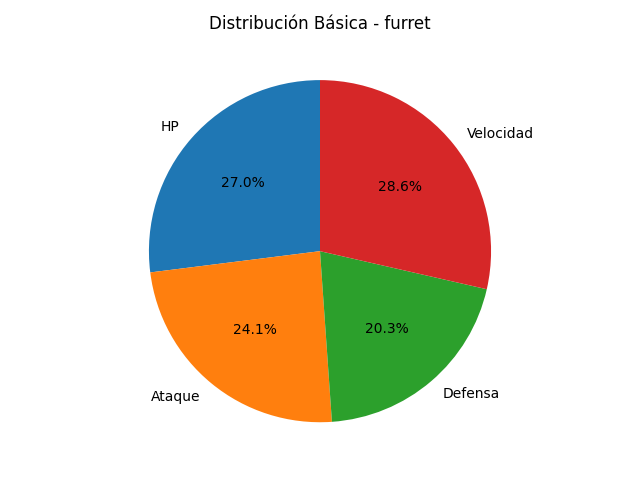 Distribución Básica - furret
HP
Velocidad
27.0%
28.6%
24.1%
20.3%
Ataque
Defensa